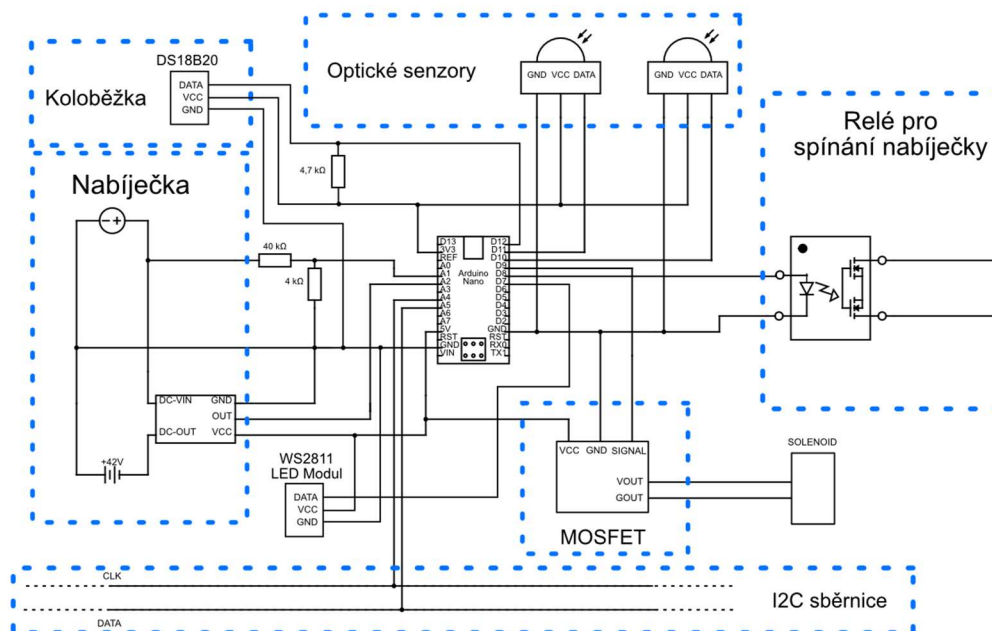 DS18B20
Koloběžka
DATA
VCC
GND
Optické senzory
GND VCC DATA
GND VCC DATA
Relé pro
spínání nabíječky
Nabíječka
4,7 kΩ
40 kΩ
4 kΩ
D13
3V3
REF
A0
A1
A2
A3
A4
A5
A6
A7
5V
RST
GND
VIN
Arduino
Nano
D12
D11
D10
D9
D8
D7
D6
D5
D4
D3
D2
GND
RST
RX0
TX1
DC-VIN
DC-OUT
GND
OUT
VCC
+42V
WS2811
LED Modul
DATA
VCC
GND
VCC GND SIGNAL
VOUT
GOUT
MOSFET
SOLENOID
CLK
DATA
I2C sběrnice